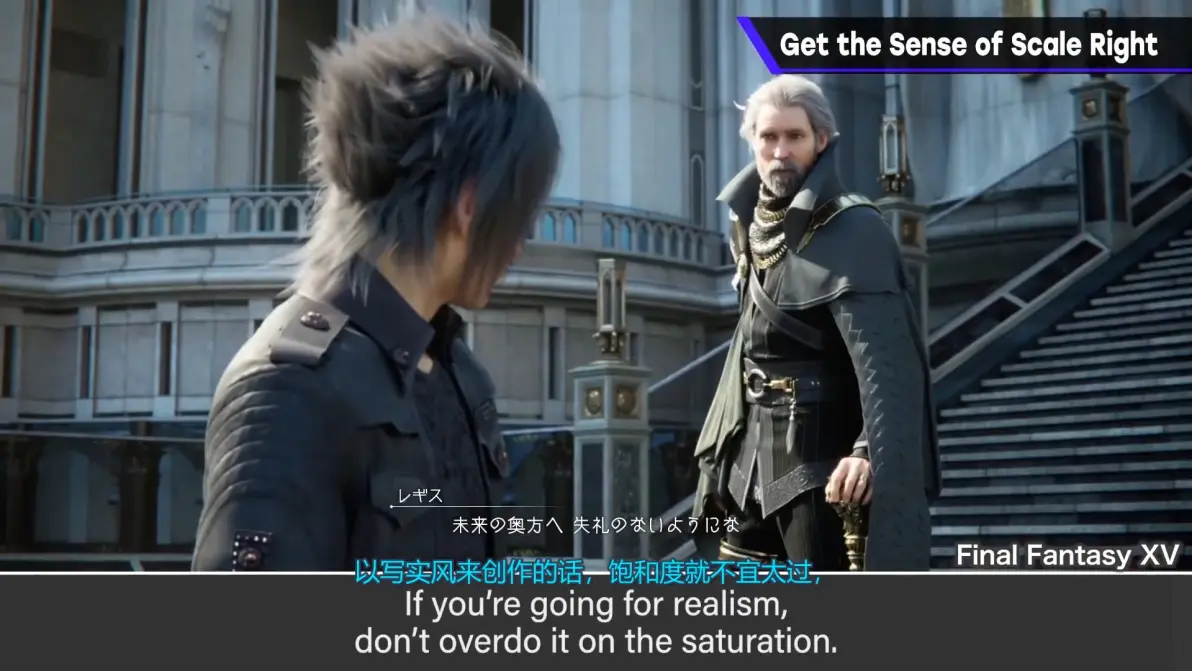 Get the Sense of Scale Right
レギス
未来の奥方へ 失礼のないようにな
Final Fantasy XV
以写实风来创作的话，饱和度就不宜太过，
If you're going for realism,
don't overdo it on the saturation.